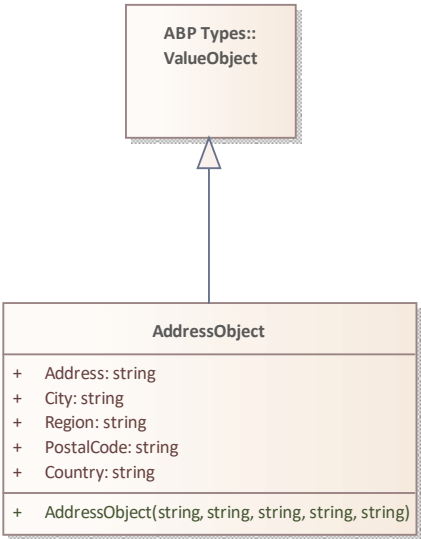 ABP Types::
ValueObject
AddressObject
+ Address: string
+ City: string
+ Region: string
+ PostalCode: string
+ Country: string
+ AddressObject(string, string, string, string, string)